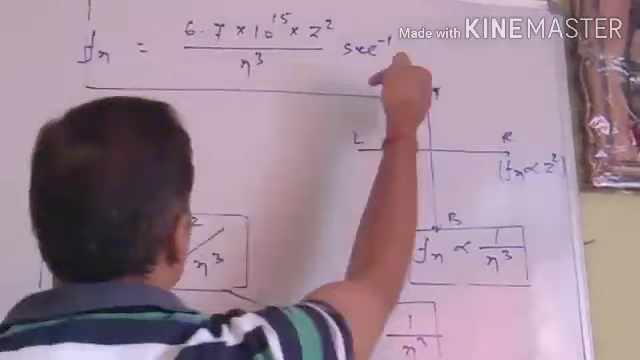 Made with KINEMASTER
fn = 6.7 × 10^15 × z^2 / n^3 sec^-1
L R
(fn ∝ z^2)
B
2 / n^3
fn ∝ 1 / n^3
1 / n^3